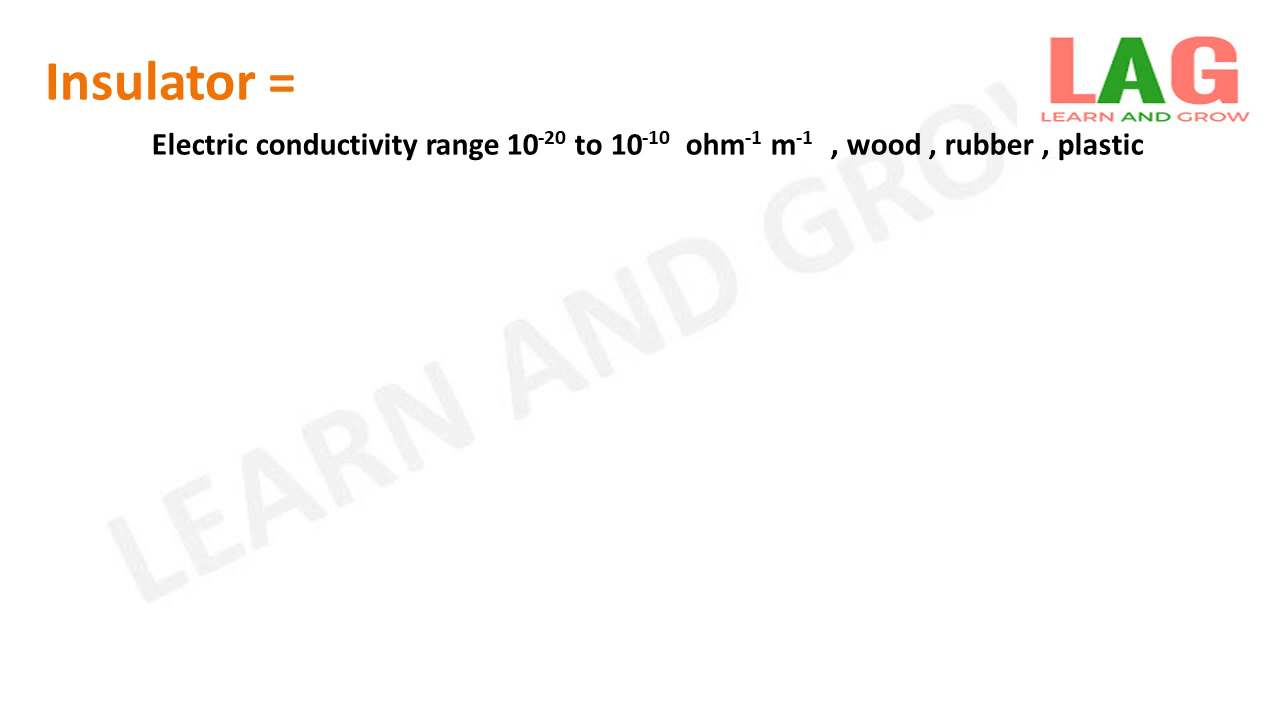 LAG
Insulator =
LEARN AND GROW
Electric conductivity range 10⁻²⁰ to 10⁻¹⁰ ohm⁻¹ m⁻¹ , wood , rubber , plastic
LEARN AND GROW